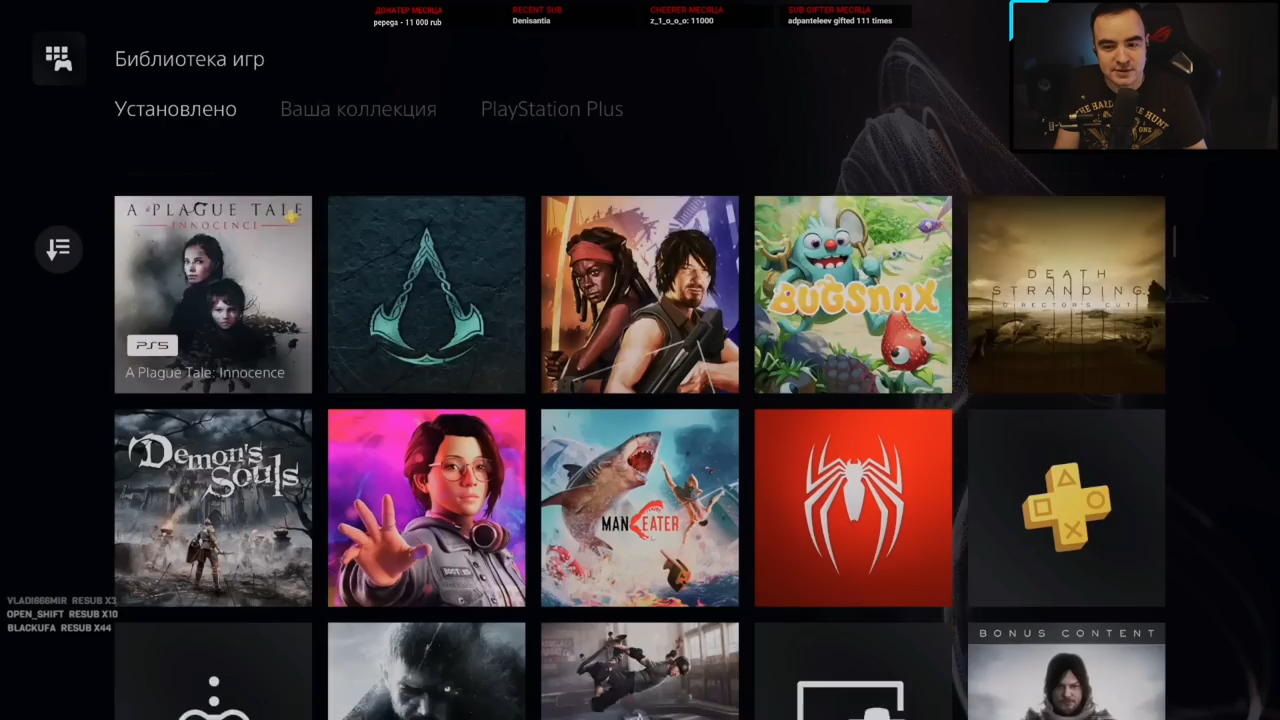 ДОНАТЕР МЕСЯЦА
pepega - 11 000 rub
RECENT SUB
Denisantia
CHEERER МЕСЯЦА
z_1_o_o_o: 11000
SUB GIFTER МЕСЯЦА
adpanteleev gifted 111 times
Библиотека игр
Установлено
Ваша коллекция
PlayStation Plus
A PLAGUE TALE
INNOCENCE
PS5
A Plague Tale: Innocence
BUGSNAX
DEATH
STRANDING
DIRECTOR'S CUT
Demon's
Souls
MANEATER
VLADI666MIR RESUB X3
OPEN_SHIFT RESUB X10
BLACKUFA RESUB X44
BONUS CONTENT